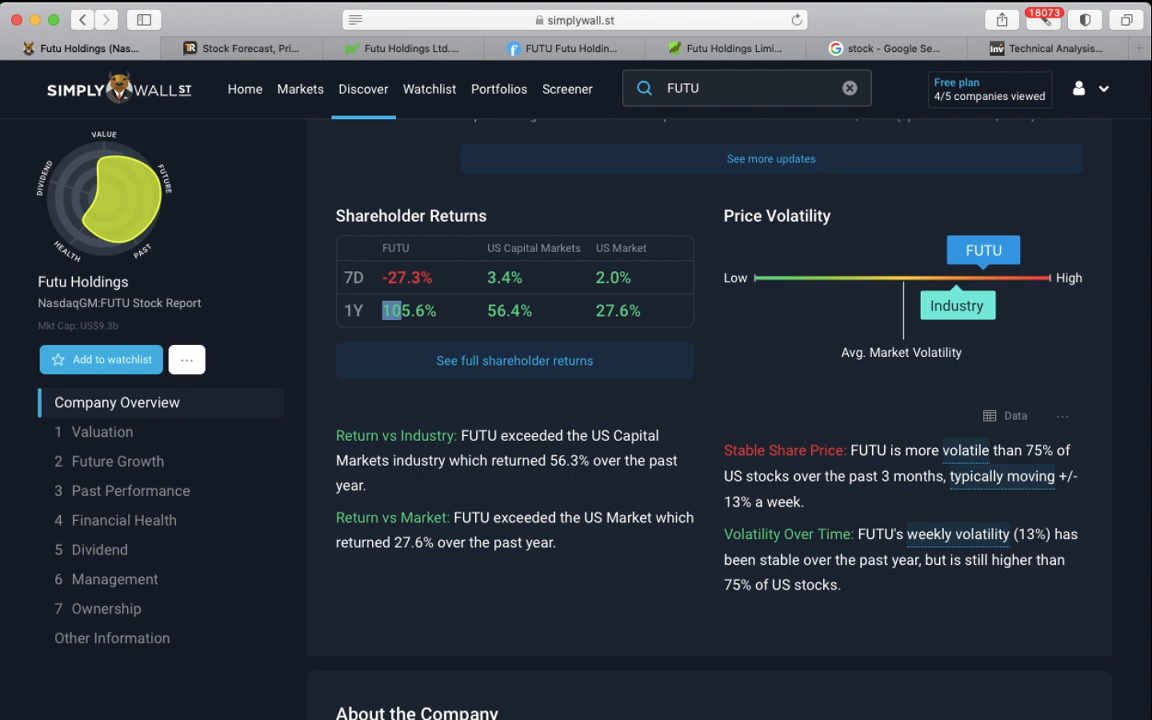 simplywall.st
18073
Futu Holdings (Nas...
Stock Forecast, Pri...
Futu Holdings Ltd....
FUTU Futu Holdin...
Futu Holdings Limi...
stock - Google Se...
Technical Analysis...
SIMPLY WALL ST
Home
Markets
Discover
Watchlist
Portfolios
Screener
FUTU
Free plan
4/5 companies viewed
VALUE
FUTURE
PAST
HEALTH
DIVIDEND
Futu Holdings
NasdaqGM:FUTU Stock Report
Mkt Cap: US$9.3b
Add to watchlist
...
Company Overview
1 Valuation
2 Future Growth
3 Past Performance
4 Financial Health
5 Dividend
6 Management
7 Ownership
Other Information
See more updates
Shareholder Returns
FUTU US Capital Markets US Market
7D -27.3% 3.4% 2.0%
1Y 105.6% 56.4% 27.6%
See full shareholder returns
Return vs Industry: FUTU exceeded the US Capital
Markets industry which returned 56.3% over the past
year.
Return vs Market: FUTU exceeded the US Market which
returned 27.6% over the past year.
Price Volatility
FUTU
Low
High
Industry
Avg. Market Volatility
Data
...
Stable Share Price: FUTU is more volatile than 75% of
US stocks over the past 3 months, typically moving +/-
13% a week.
Volatility Over Time: FUTU's weekly volatility (13%) has
been stable over the past year, but is still higher than
75% of US stocks.
About the Company